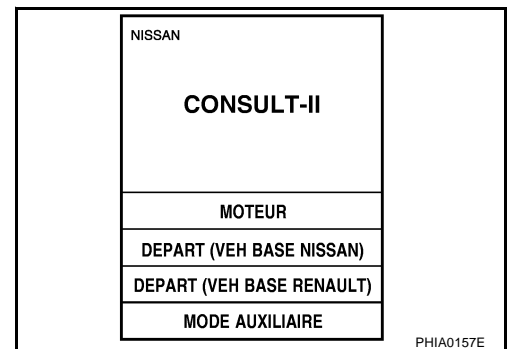 NISSAN
CONSULT-II
MOTEUR
DEPART (VEH BASE NISSAN)
DEPART (VEH BASE RENAULT)
MODE AUXILIAIRE
PHIA0157E